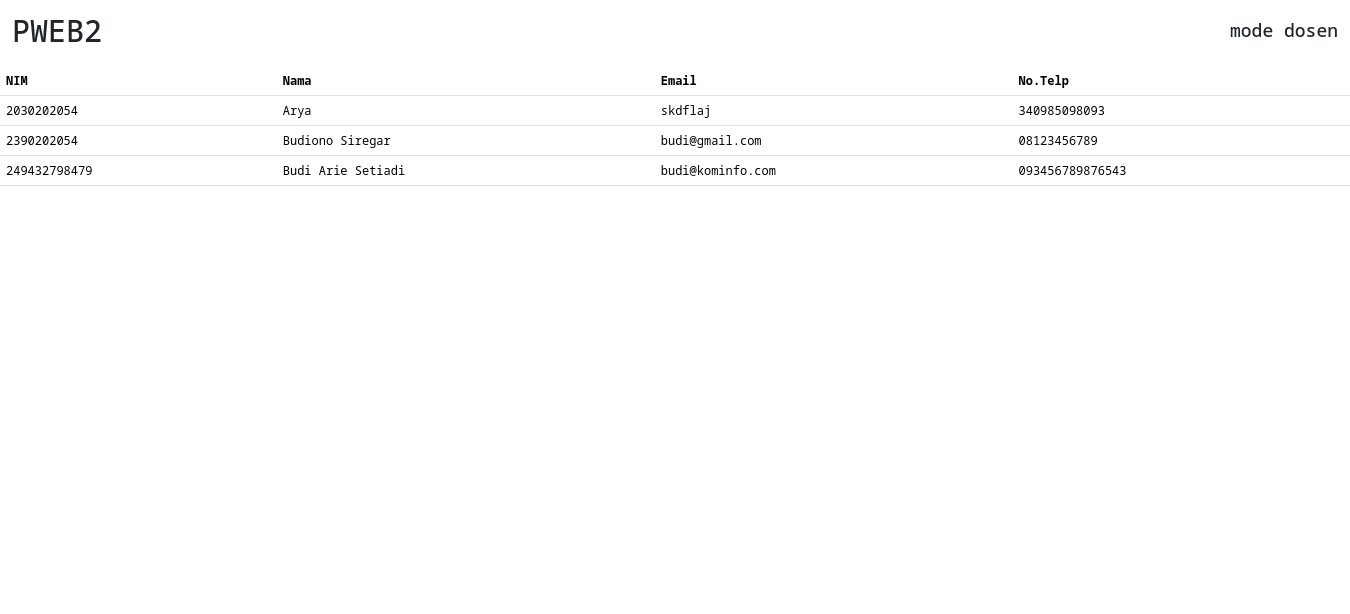 PWEB2 mode dosen
NIM Nama Email No.Telp
2030202054 Arya skdflaj 340985098093
2390202054 Budiono Siregar budi@gmail.com 08123456789
249432798479 Budi Arie Setiadi budi@kominfo.com 093456789876543